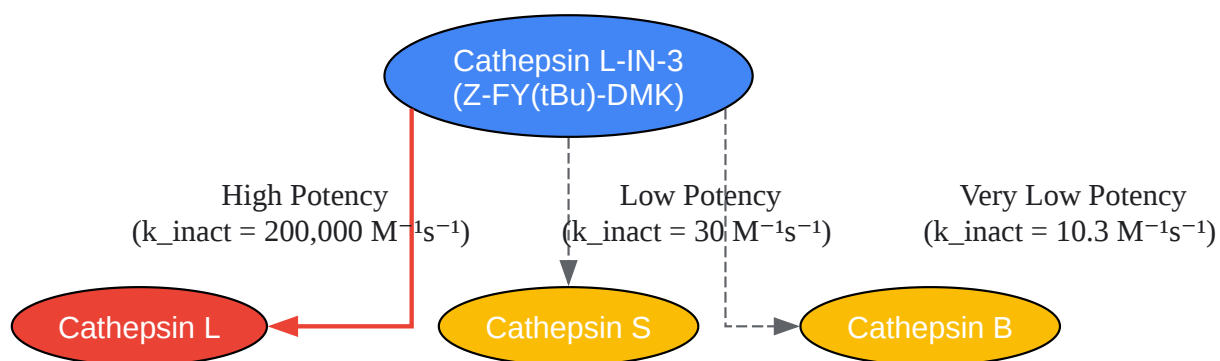 Cathepsin L-IN-3
(Z-FY(tBu)-DMK)
High Potency
(k_inact = 200,000 M⁻¹s⁻¹)
Low Potency
(k_inact = 30 M⁻¹s⁻¹)
Very Low Potency
(k_inact = 10.3 M⁻¹s⁻¹)
Cathepsin L
Cathepsin S
Cathepsin B